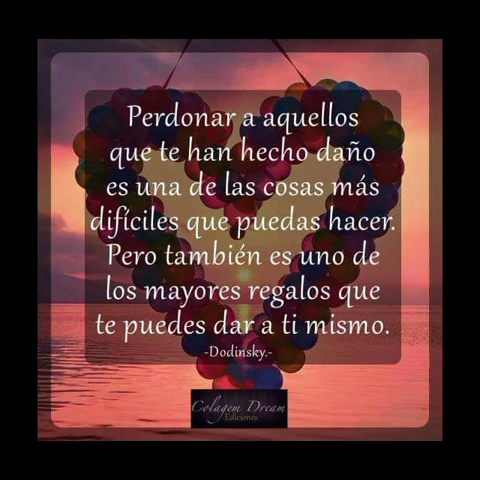 Perdonar a aquellos
que te han hecho daño
es una de las cosas más
difíciles que puedas hacer.
Pero también es uno de
los mayores regalos que
te puedes dar a ti mismo.
-Dodinsky.-
Colagem Dream
Ediciones